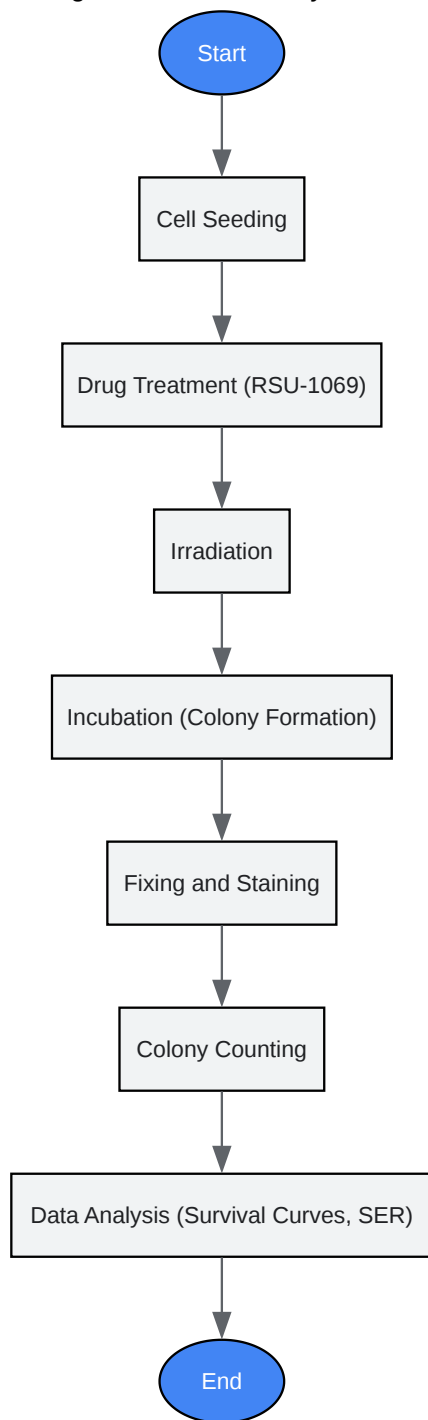 Start
Cell Seeding
Drug Treatment (RSU-1069)
Irradiation
Incubation (Colony Formation)
Fixing and Staining
Colony Counting
Data Analysis (Survival Curves, SER)
End